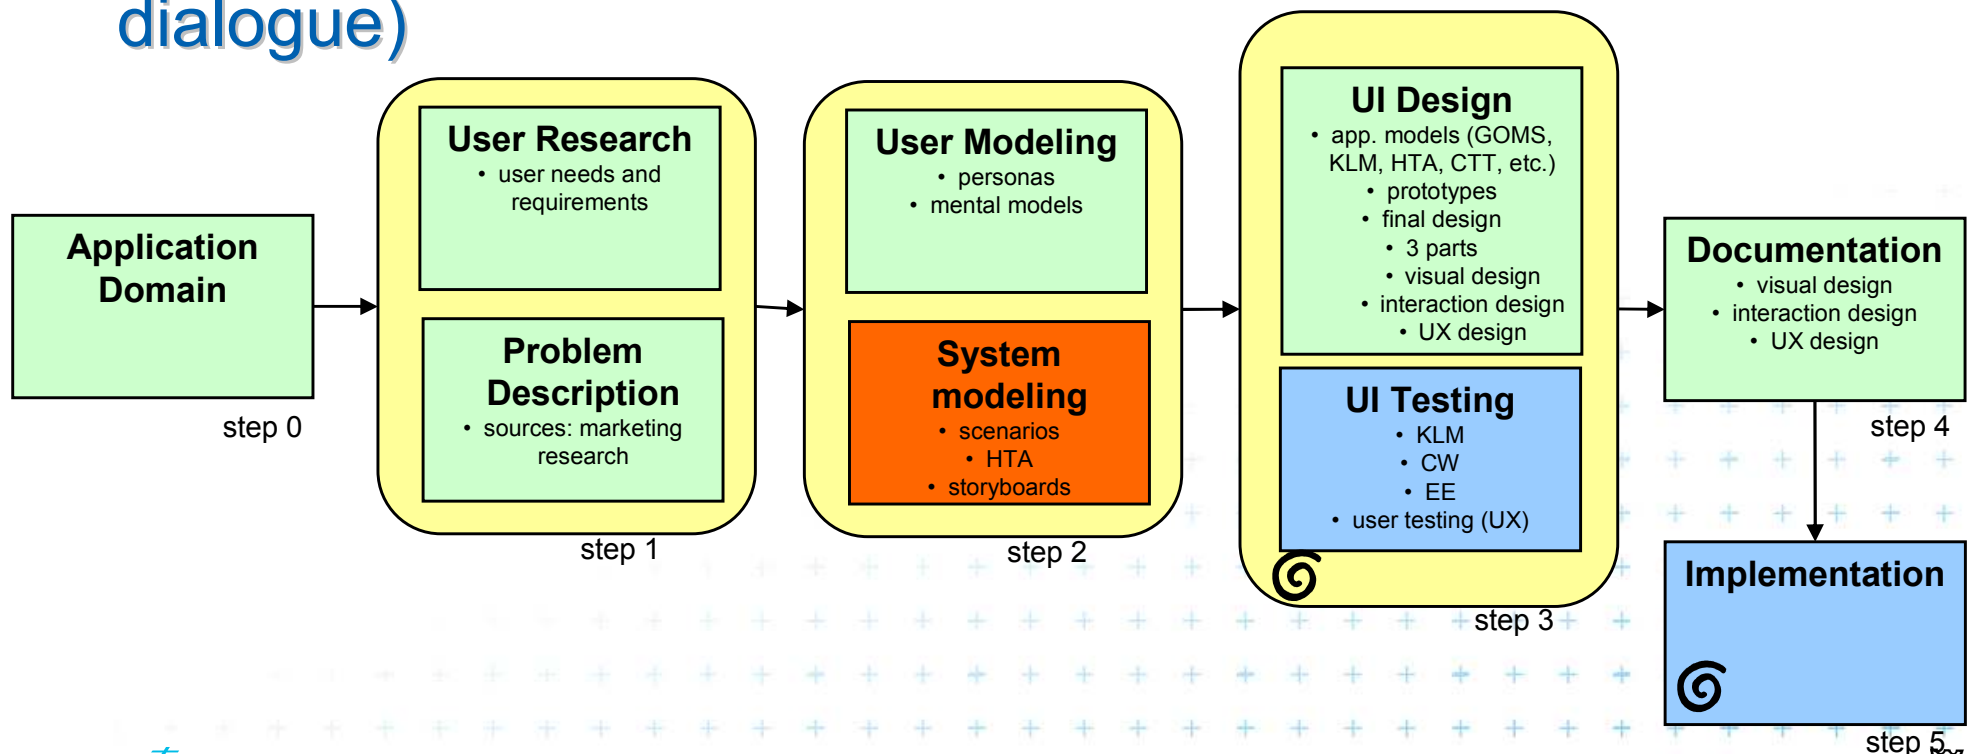 dialogue)
Application
Domain
step 0
User Research
• user needs and
requirements
Problem
Description
• sources: marketing
research
step 1
User Modeling
• personas
• mental models
System
modeling
• scenarios
• HTA
• storyboards
step 2
UI Design
• app. models (GOMS,
KLM, HTA, CTT, etc.)
• prototypes
• final design
• 3 parts
• visual design
• interaction design
• UX design
UI Testing
• KLM
• CW
• EE
• user testing (UX)
step 3
Documentation
• visual design
• interaction design
• UX design
step 4
Implementation
step 5